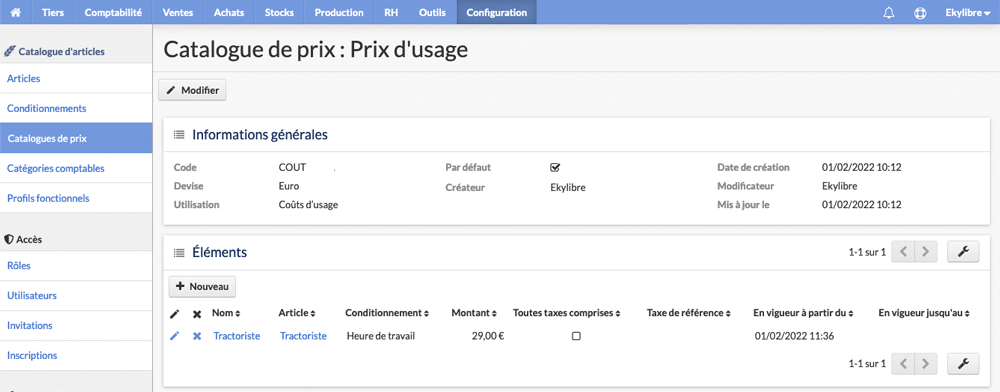 Tiers Comptabilité Ventes Achats Stocks Production RH Outils Configuration Ekylibre
Catalogue d'articles
Articles
Conditionnements
Catalogues de prix
Catégories comptables
Profils fonctionnels
Accès
Rôles
Utilisateurs
Invitations
Inscriptions
Catalogue de prix : Prix d'usage
Modifier
Informations générales
Code COUT Par défaut Date de création 01/02/2022 10:12
Devise Euro Créateur Ekylibre Modificateur Ekylibre
Utilisation Coûts d'usage Mis à jour le 01/02/2022 10:12
Éléments 1-1 sur 1
Nouveau
Nom Article Conditionnement Montant Toutes taxes comprises Taxe de référence En vigueur à partir du En vigueur jusqu'au
Tractoriste Tractoriste Heure de travail 29,00 € 01/02/2022 11:36
1-1 sur 1